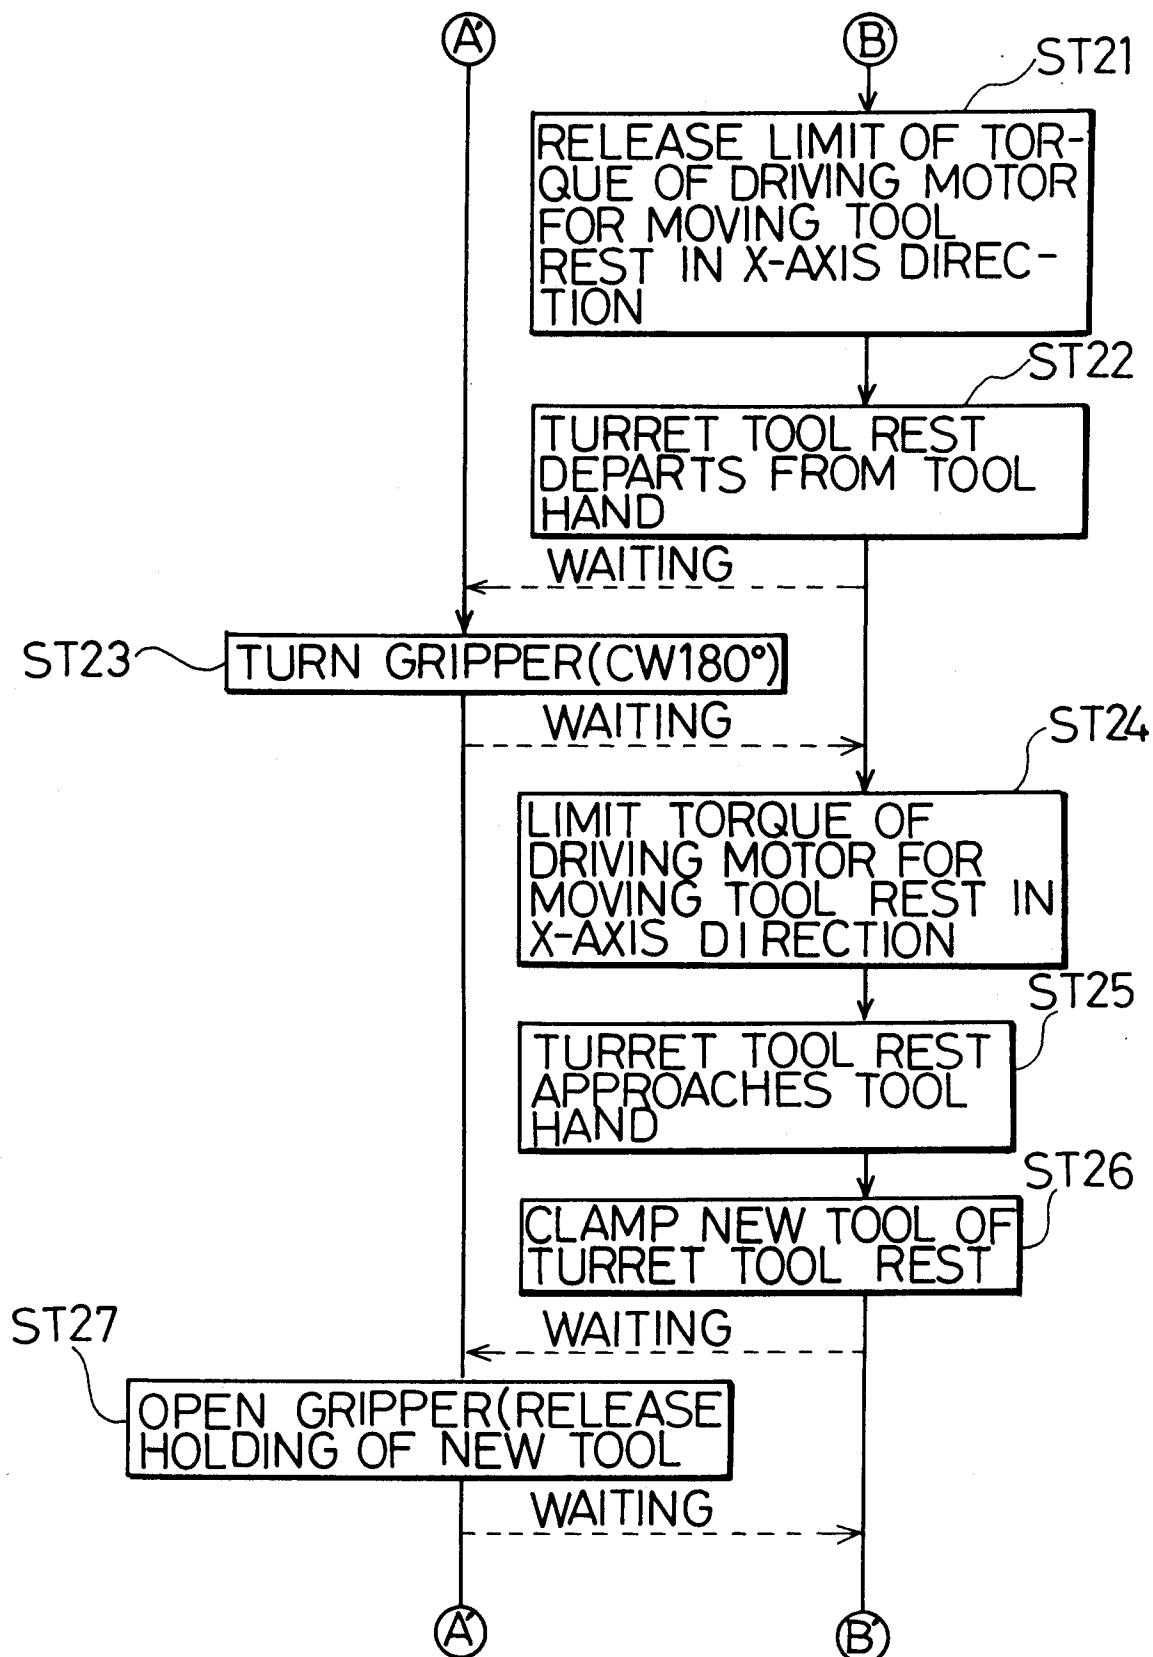 A'
B
ST21
RELEASE LIMIT OF TOR-
QUE OF DRIVING MOTOR
FOR MOVING TOOL
REST IN X-AXIS DIREC-
TION
ST22
TURRET TOOL REST
DEPARTS FROM TOOL
HAND
WAITING
ST23
TURN GRIPPER(CW180°)
WAITING
ST24
LIMIT TORQUE OF
DRIVING MOTOR FOR
MOVING TOOL REST IN
X-AXIS DIRECTION
ST25
TURRET TOOL REST
APPROACHES TOOL
HAND
ST26
CLAMP NEW TOOL OF
TURRET TOOL REST
WAITING
ST27
OPEN GRIPPER(RELEASE
HOLDING OF NEW TOOL
WAITING
A'
B'